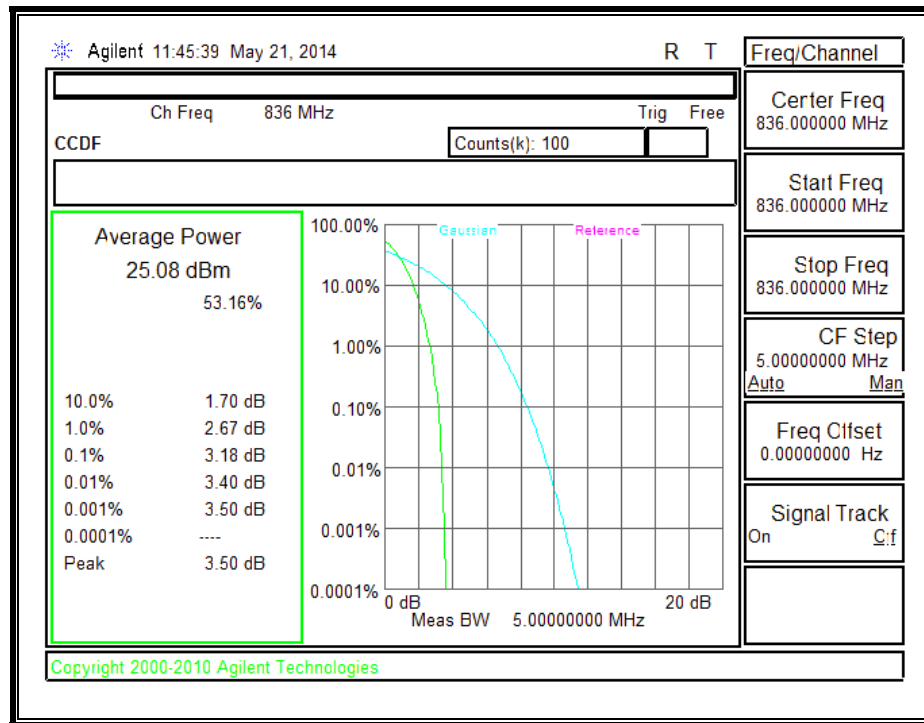 Agilent 11:45:39 May 21, 2014 R T
Ch Freq 836 MHz Trig Free
CCDF Counts(k): 100
Average Power
25.08 dBm
53.16%
10.0% 1.70 dB
1.0% 2.67 dB
0.1% 3.18 dB
0.01% 3.40 dB
0.001% 3.50 dB
0.0001% ----
Peak 3.50 dB
Gaussian Reference
100.00%
10.00%
1.00%
0.10%
0.01%
0.001%
0.0001%
0 dB 20 dB
Meas BW 5.00000000 MHz
Freq/Channel
Center Freq
836.000000 MHz
Start Freq
836.000000 MHz
Stop Freq
836.000000 MHz
CF Step
5.00000000 MHz
Auto Man
Freq Offset
0.00000000 Hz
Signal Track
On Off
Copyright 2000-2010 Agilent Technologies